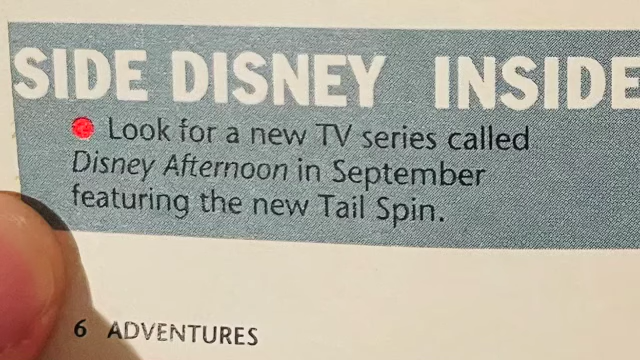 SIDE DISNEY INSIDE
Look for a new TV series called
Disney Afternoon in September
featuring the new Tail Spin.
6 ADVENTURES